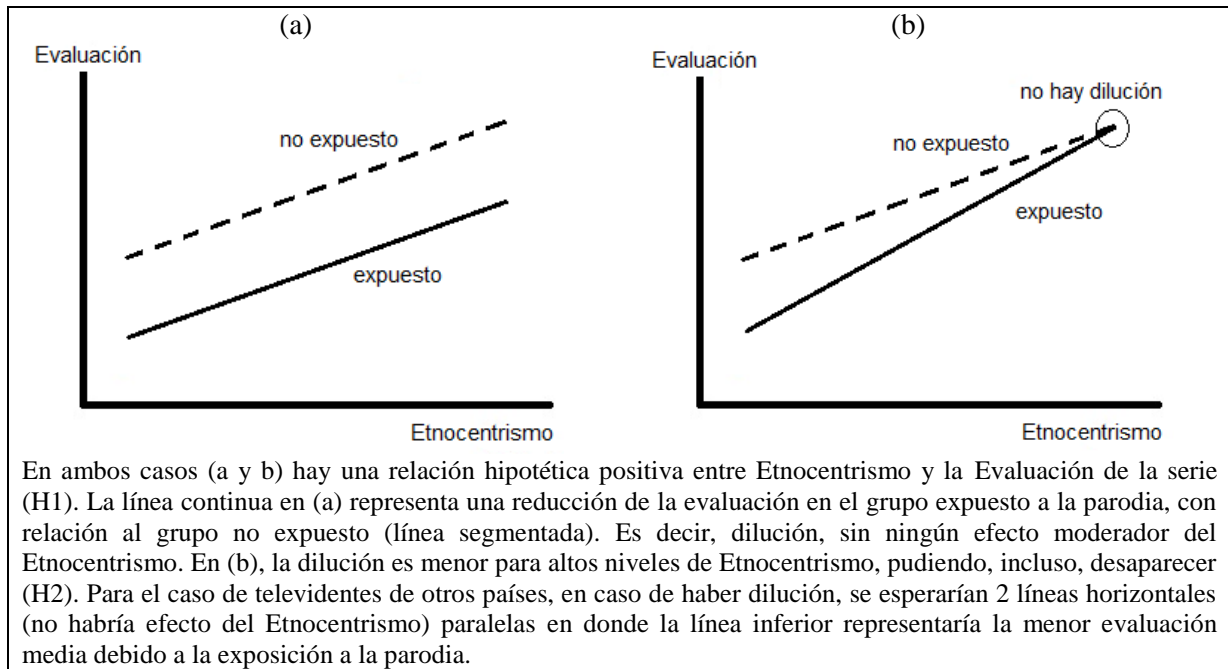 (a)
Evaluación
no expuesto
expuesto
Etnocentrismo
(b)
Evaluación
no hay dilución
no expuesto
expuesto
Etnocentrismo
En ambos casos (a y b) hay una relación hipotética positiva entre Etnocentrismo y la Evaluación de la serie
(H1). La línea continua en (a) representa una reducción de la evaluación en el grupo expuesto a la parodia, con
relación al grupo no expuesto (línea segmentada). Es decir, dilución, sin ningún efecto moderador del
Etnocentrismo. En (b), la dilución es menor para altos niveles de Etnocentrismo, pudiendo, incluso, desaparecer
(H2). Para el caso de televidentes de otros países, en caso de haber dilución, se esperarían 2 líneas horizontales
(no habría efecto del Etnocentrismo) paralelas en donde la línea inferior representaría la menor evaluación
media debido a la exposición a la parodia.